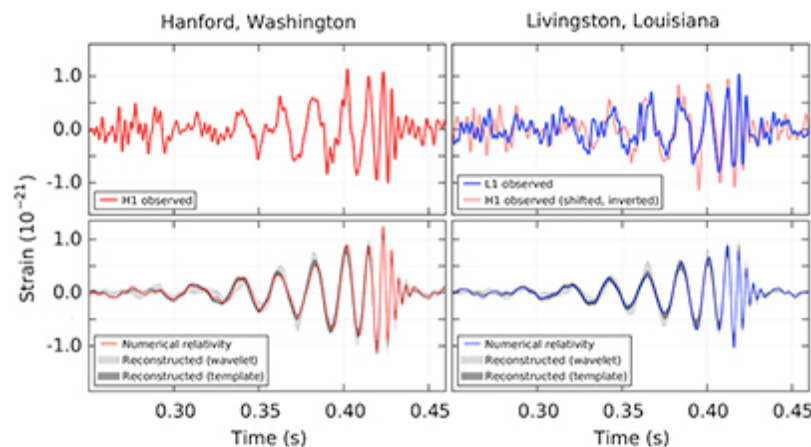 Hanford, Washington
Livingston, Louisiana
Strain (10⁻²¹)
1.0
0.0
-1.0
H1 observed
L1 observed
H1 observed (shifted, inverted)
1.0
0.0
-1.0
Numerical relativity
Reconstructed (wavelet)
Reconstructed (template)
Numerical relativity
Reconstructed (wavelet)
Reconstructed (template)
0.30 0.35 0.40 0.45
0.30 0.35 0.40 0.45
Time (s)
Time (s)